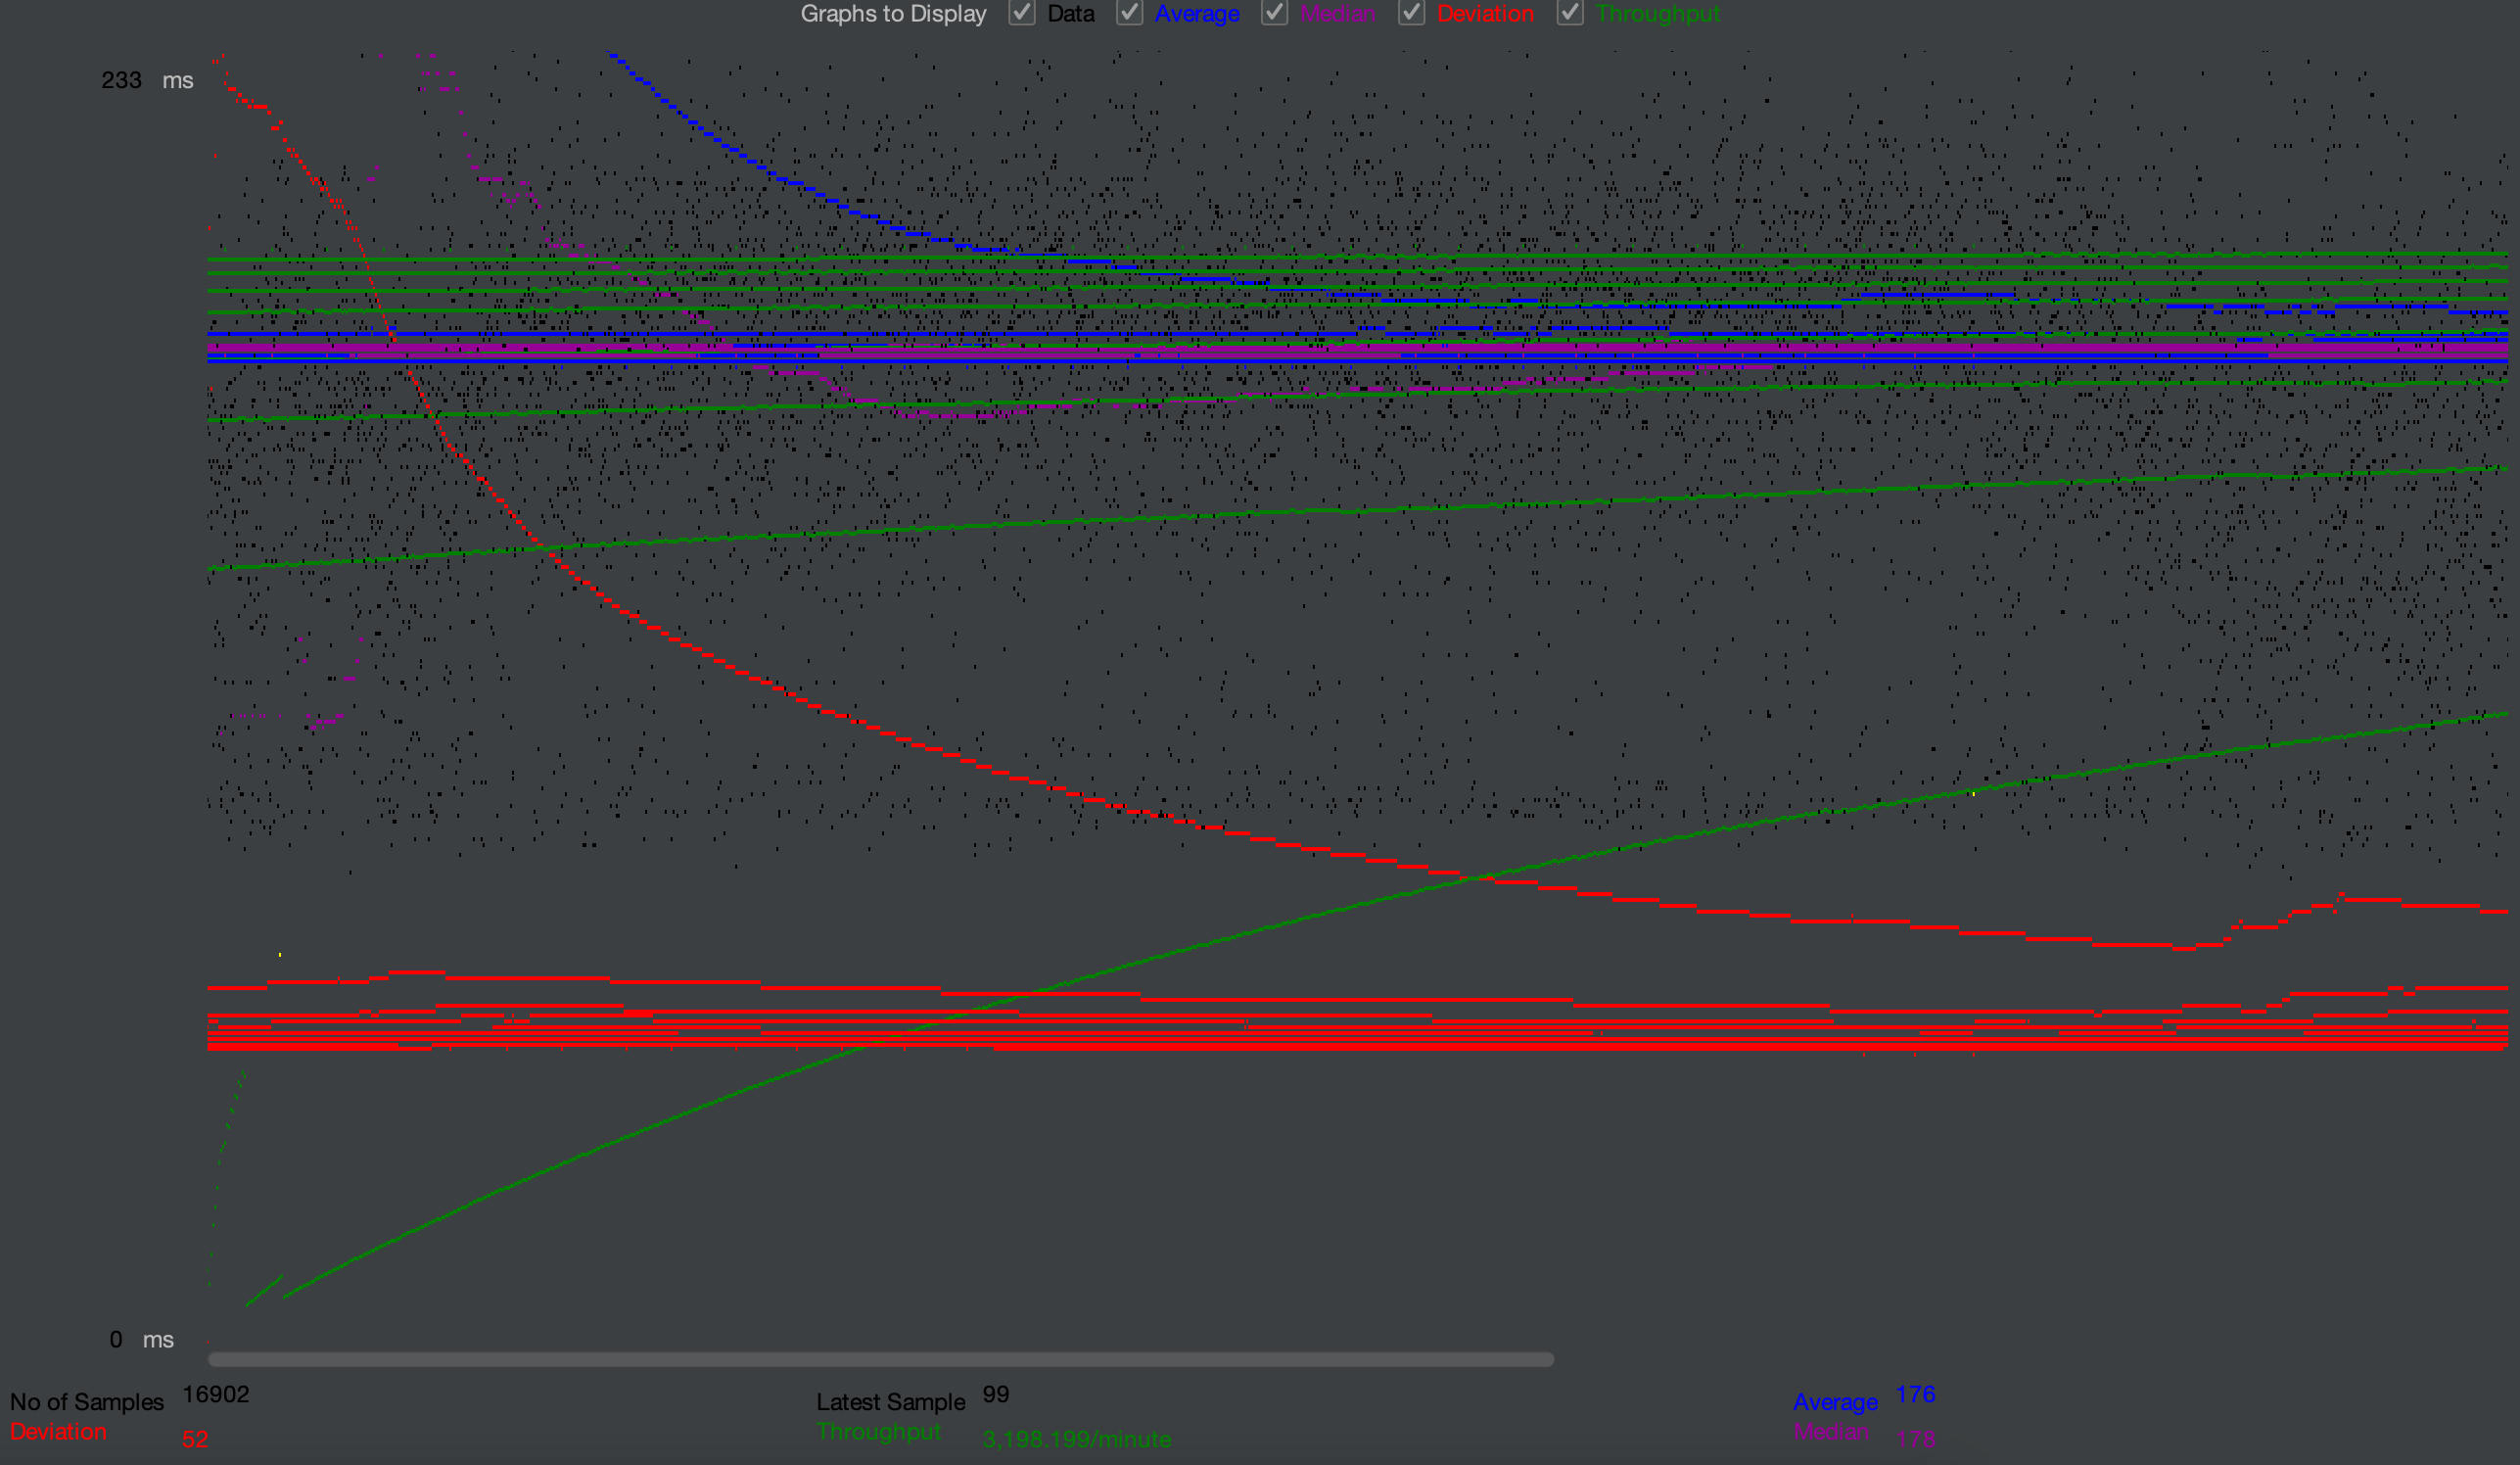 Graphs to Display Data Average Median Deviation Throughput
233 ms
0 ms
No of Samples 16902 Latest Sample 99 Average 176
Deviation 52 Throughput 3,198.199/minute Median 178